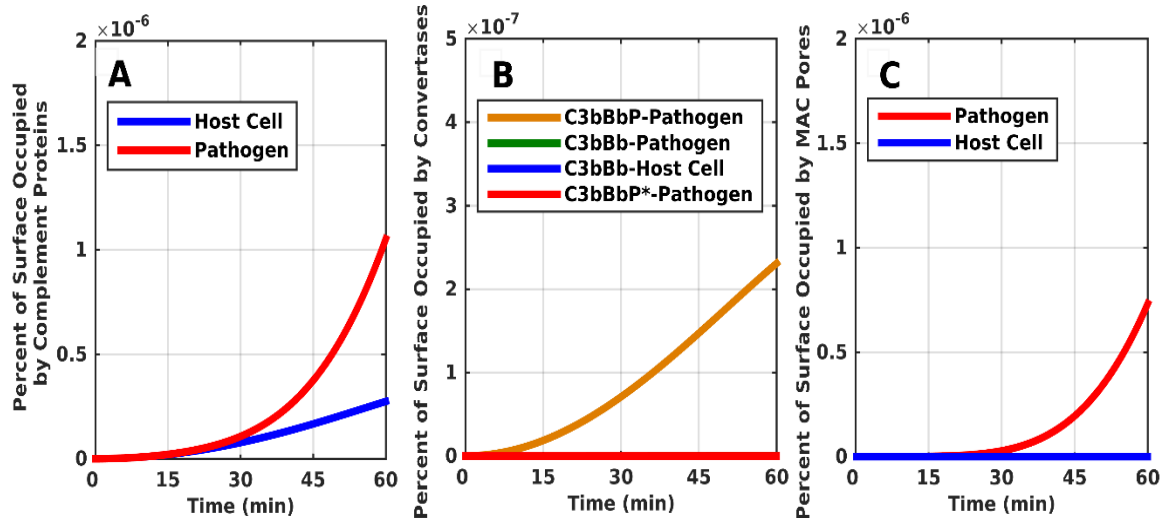 ×10^-6
2
1.5
1
0.5
0
A
Host Cell
Pathogen
Percent of Surface Occupied
by Complement Proteins
0
15
30
45
60
Time (min)
×10^-7
5
4
3
2
1
0
B
C3bBbP-Pathogen
C3bBb-Pathogen
C3bBb-Host Cell
C3bBbP*-Pathogen
Percent of Surface Occupied by Convertases
0
15
30
45
60
Time (min)
×10^-6
2
1.5
1
0.5
0
C
Pathogen
Host Cell
Percent of Surface Occupied by MAC Pores
0
15
30
45
60
Time (min)